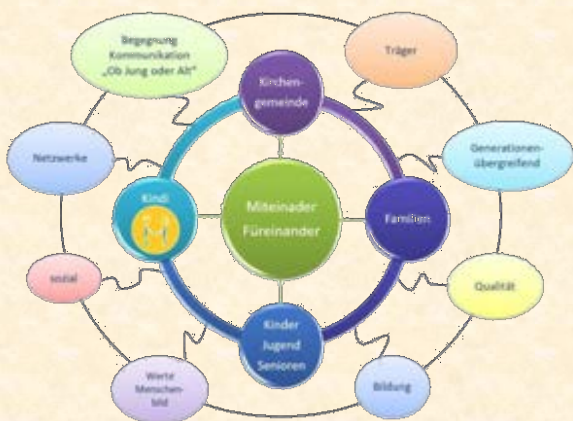 Begegnung
Kommunikation
„Ob Jung oder Alt"
Träger
Kirchen-
gemeinde
Netzwerke
Generationen-
übergreifend
Kindi
Miteinader
Füreinander
Familien
sozial
Qualität
Kinder
Jugend
Senioren
Werte
Menschen-
bild
Bildung